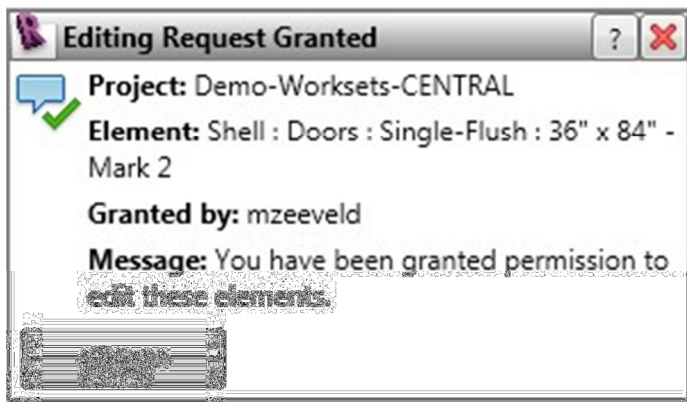 Editing Request Granted
?
Project: Demo-Worksets-CENTRAL
Element: Shell : Doors : Single-Flush : 36" x 84" -
Mark 2
Granted by: mzeeveld
Message: You have been granted permission to
edit these elements.